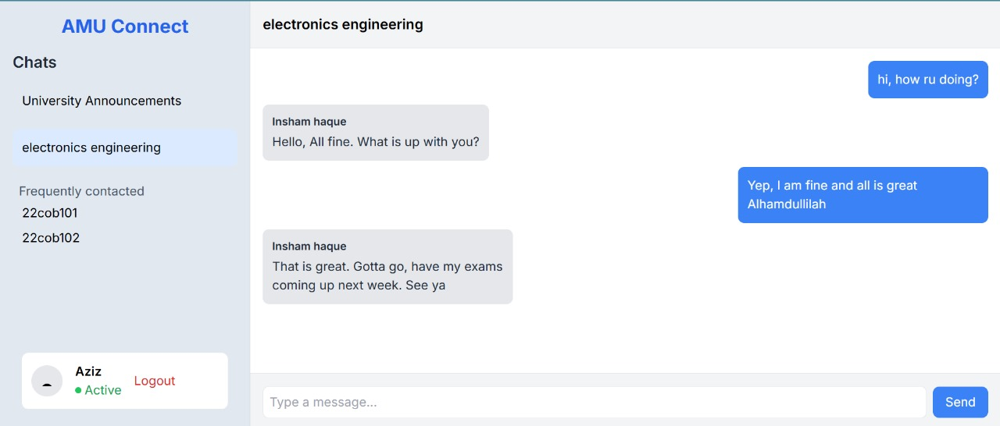 AMU Connect
Chats
University Announcements
electronics engineering
Frequently contacted
22cob101
22cob102
Aziz
Active
Logout
electronics engineering
hi, how ru doing?
Insham haque
Hello, All fine. What is up with you?
Yep, I am fine and all is great
Alhamdullilah
Insham haque
That is great. Gotta go, have my exams
coming up next week. See ya
Type a message...
Send